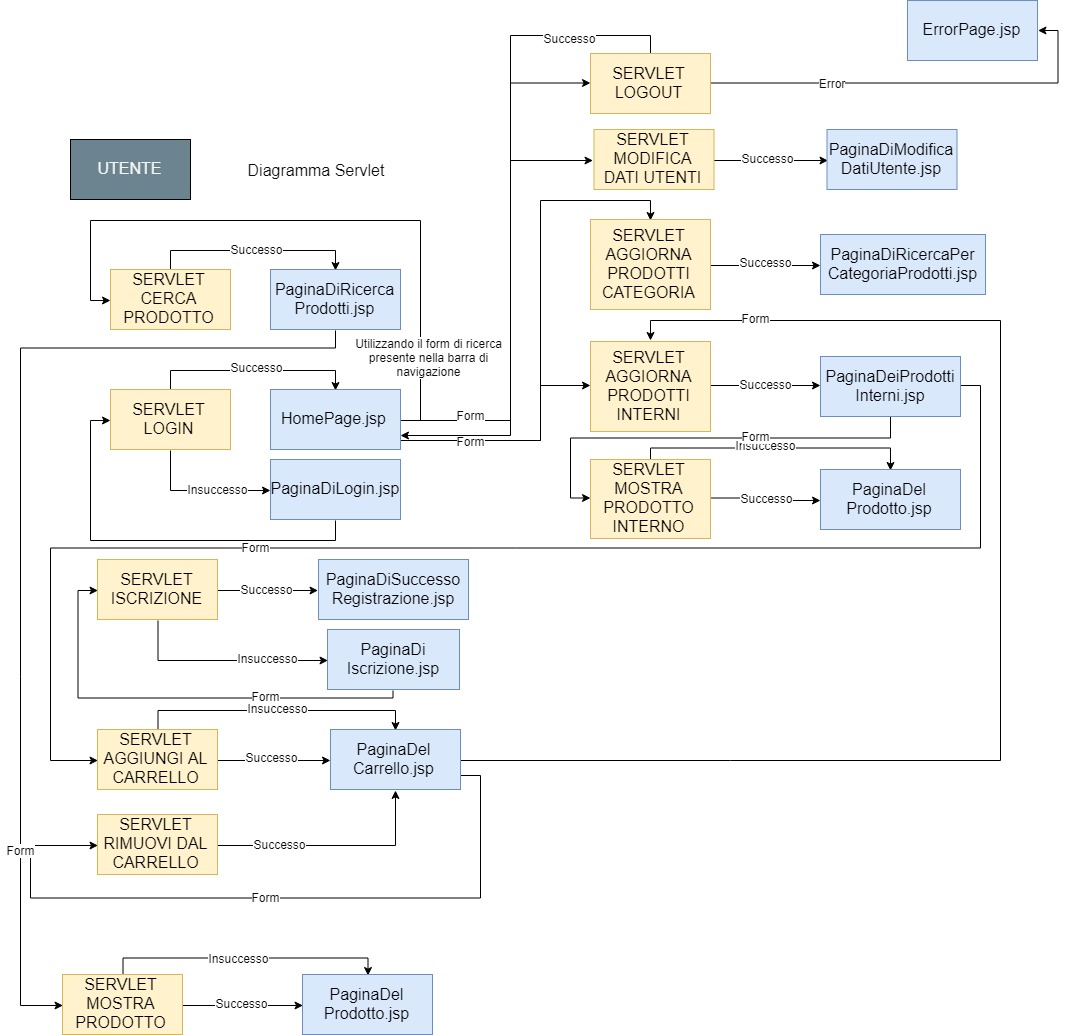 ErrorPage.jsp
Successo
SERVLET
LOGOUT
Error
UTENTE
Diagramma Servlet
SERVLET
MODIFICA
DATI UTENTI
Successo
PaginaDiModifica
DatiUtente.jsp
SERVLET
AGGIORNA
PRODOTTI
CATEGORIA
Successo
PaginaDiRicercaPer
CategoriaProdotti.jsp
Successo
SERVLET
CERCA
PRODOTTO
PaginaDiRicerca
Prodotti.jsp
Utilizzando il form di ricerca
presente nella barra di
navigazione
Form
SERVLET
AGGIORNA
PRODOTTI
INTERNI
Successo
PaginaDeiProdotti
Interni.jsp
Successo
SERVLET
LOGIN
HomePage.jsp
Form
Form
Insuccesso
PaginaDiLogin.jsp
Form
Insuccesso
SERVLET
MOSTRA
PRODOTTO
INTERNO
Successo
PaginaDel
Prodotto.jsp
Form
SERVLET
ISCRIZIONE
Successo
PaginaDiSuccesso
Registrazione.jsp
Insuccesso
PaginaDi
Iscrizione.jsp
Form
Insuccesso
SERVLET
AGGIUNGI AL
CARRELLO
Successo
PaginaDel
Carrello.jsp
Form
SERVLET
RIMUOVI DAL
CARRELLO
Successo
Form
Insuccesso
SERVLET
MOSTRA
PRODOTTO
Successo
PaginaDel
Prodotto.jsp